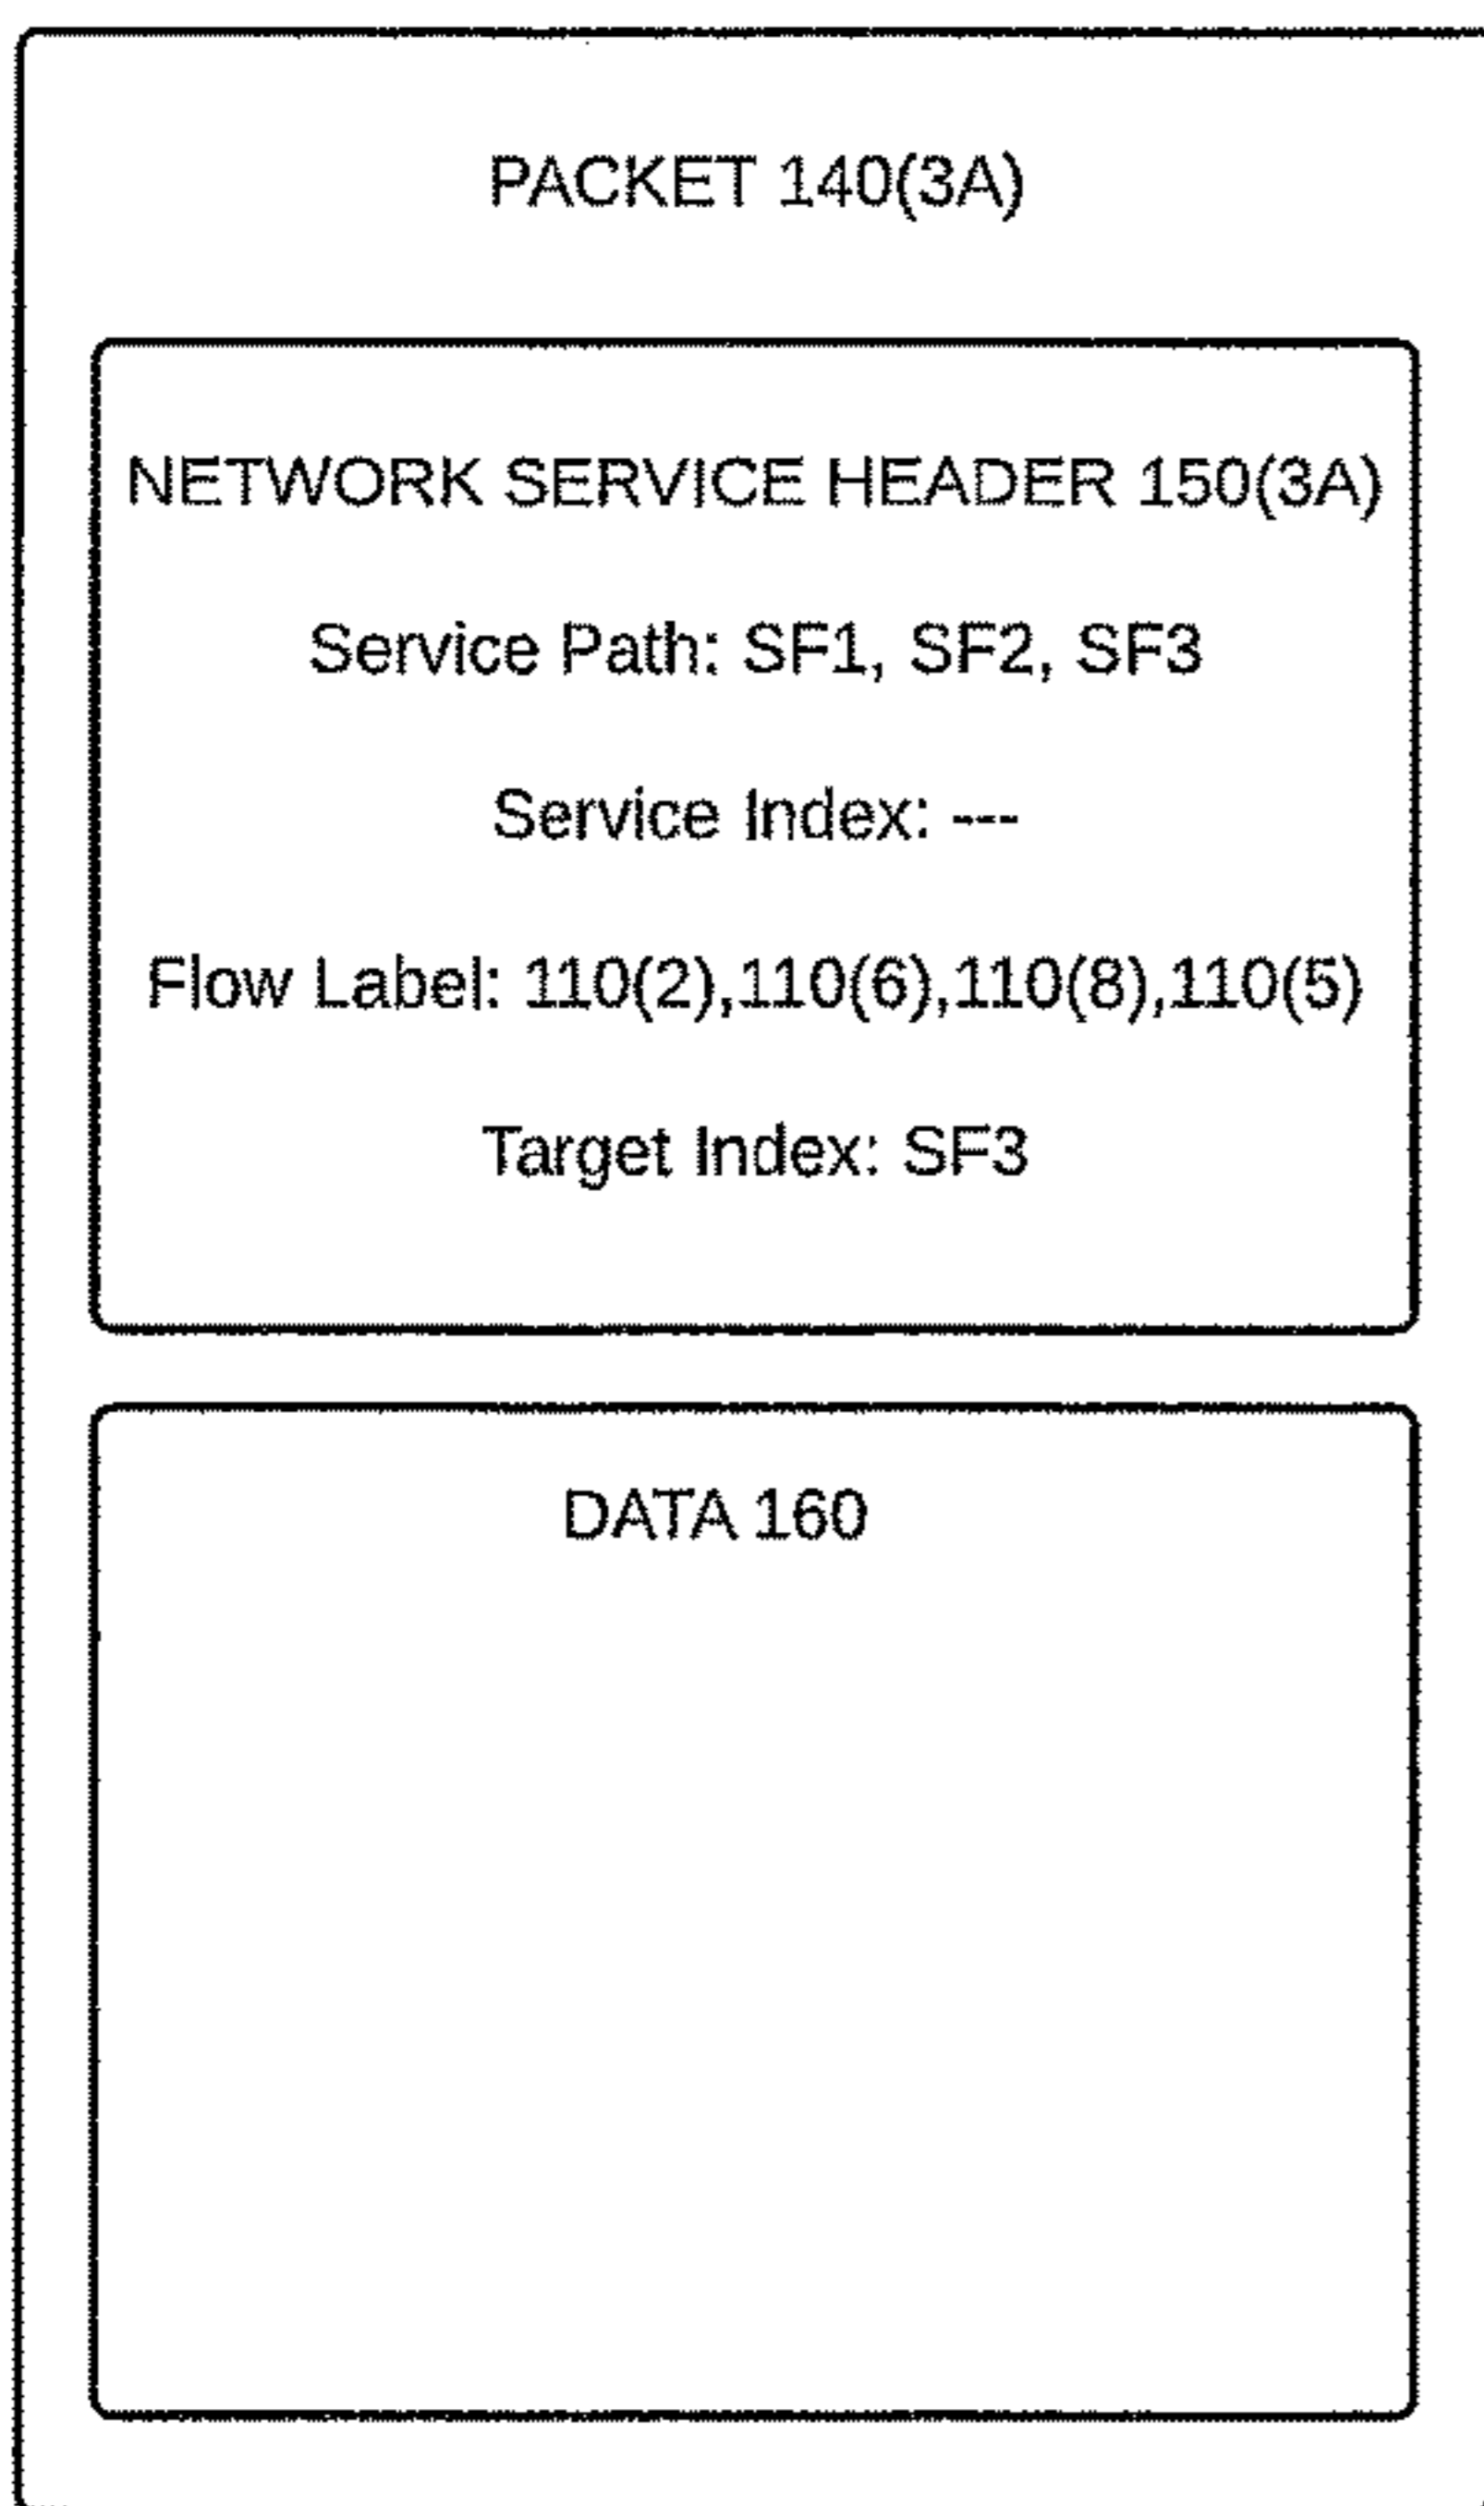 PACKET 140(3A)
NETWORK SERVICE HEADER 150(3A)
Service Path: SF1, SF2, SF3
Service Index: ---
Flow Label: 110(2),110(6),110(8),110(5)
Target Index: SF3
DATA 160